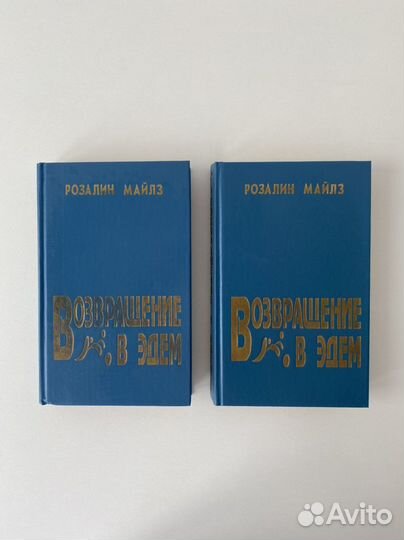 РОЗАЛИН МАЙЛЗ
ВОЗВРАЩЕНИЕ
В ЭДЕМ
РОЗАЛИН МАЙЛЗ
ВОЗВРАЩЕНИЕ
В ЭДЕМ
Avito